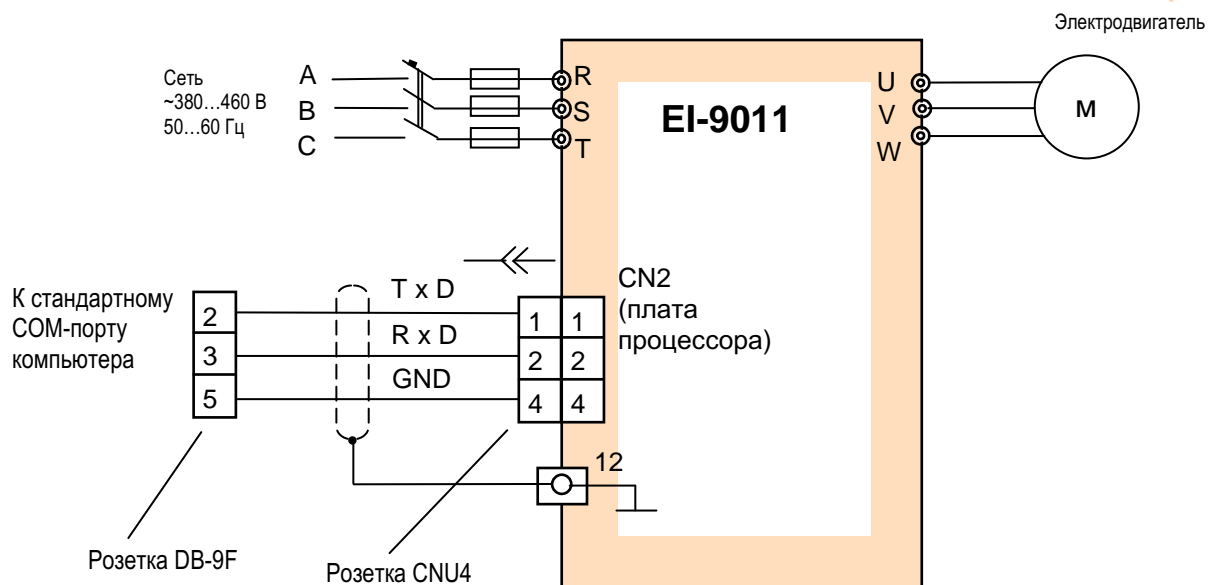 Электродвигатель
Сеть
~380...460 В
50...60 Гц
A
B
C
R
S
T
EI-9011
U
V
W
M
К стандартному
COM-порту
компьютера
2
3
5
T x D
R x D
GND
1 1
2 2
4 4
CN2
(плата
процессора)
12
Розетка DB-9F
Розетка CNU4